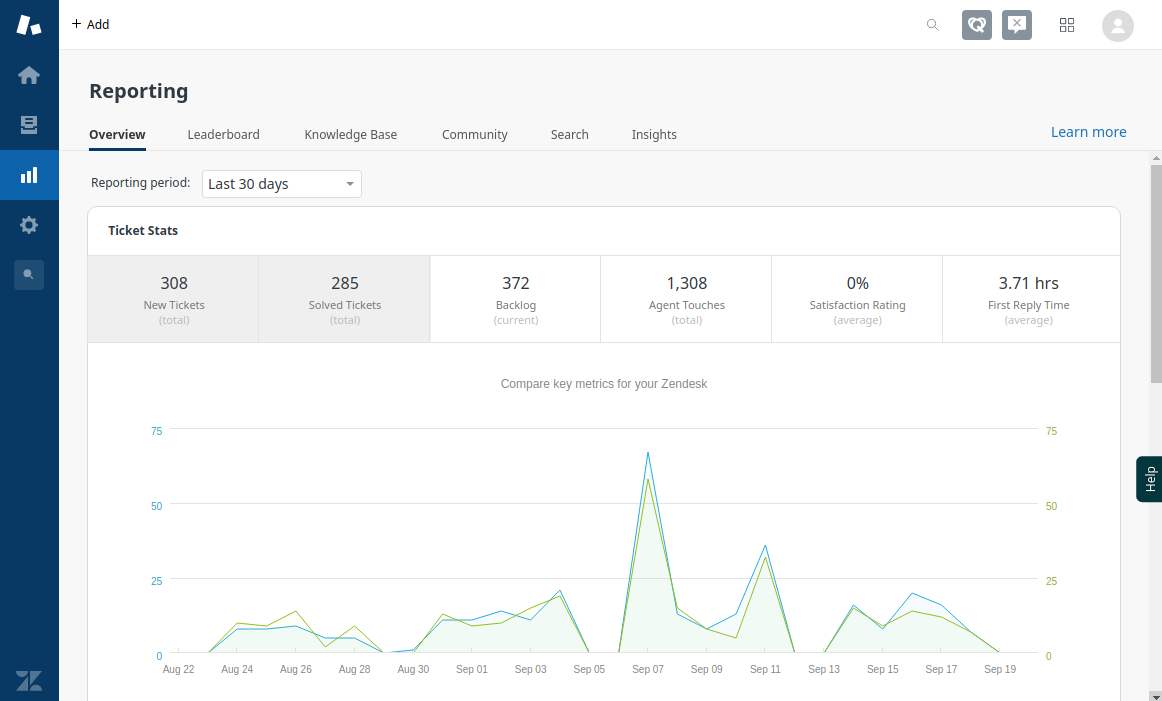 + Add
Reporting
Overview Leaderboard Knowledge Base Community Search Insights Learn more
Reporting period: Last 30 days
Ticket Stats
308 285 372 1,308 0% 3.71 hrs
New Tickets Solved Tickets Backlog Agent Touches Satisfaction Rating First Reply Time
(total) (total) (current) (total) (average) (average)
Compare key metrics for your Zendesk
75 75
Help
50 50
25 25
0 0
Aug 22 Aug 24 Aug 26 Aug 28 Aug 30 Sep 01 Sep 03 Sep 05 Sep 07 Sep 09 Sep 11 Sep 13 Sep 15 Sep 17 Sep 19